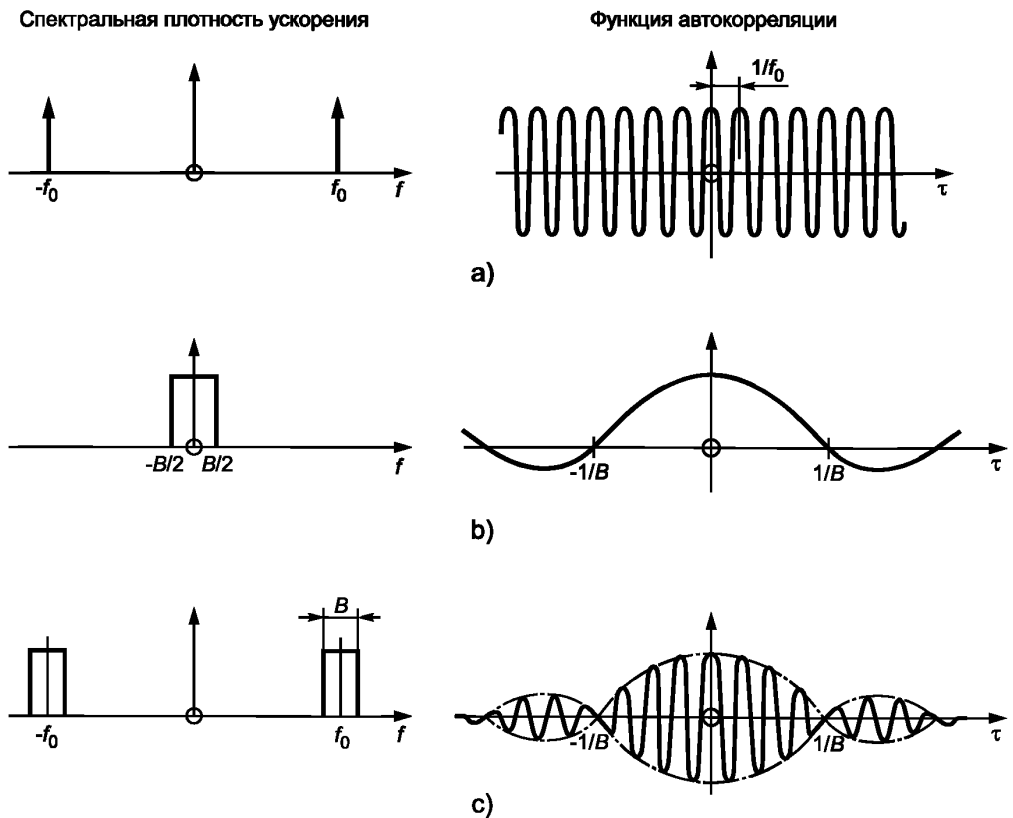 Спектральная плотность ускорения
Функция автокорреляции
1/f0
-f0
f0
f
τ
a)
-B/2
B/2
f
-1/B
1/B
τ
b)
B
-f0
f0
f
-1/B
1/B
τ
c)